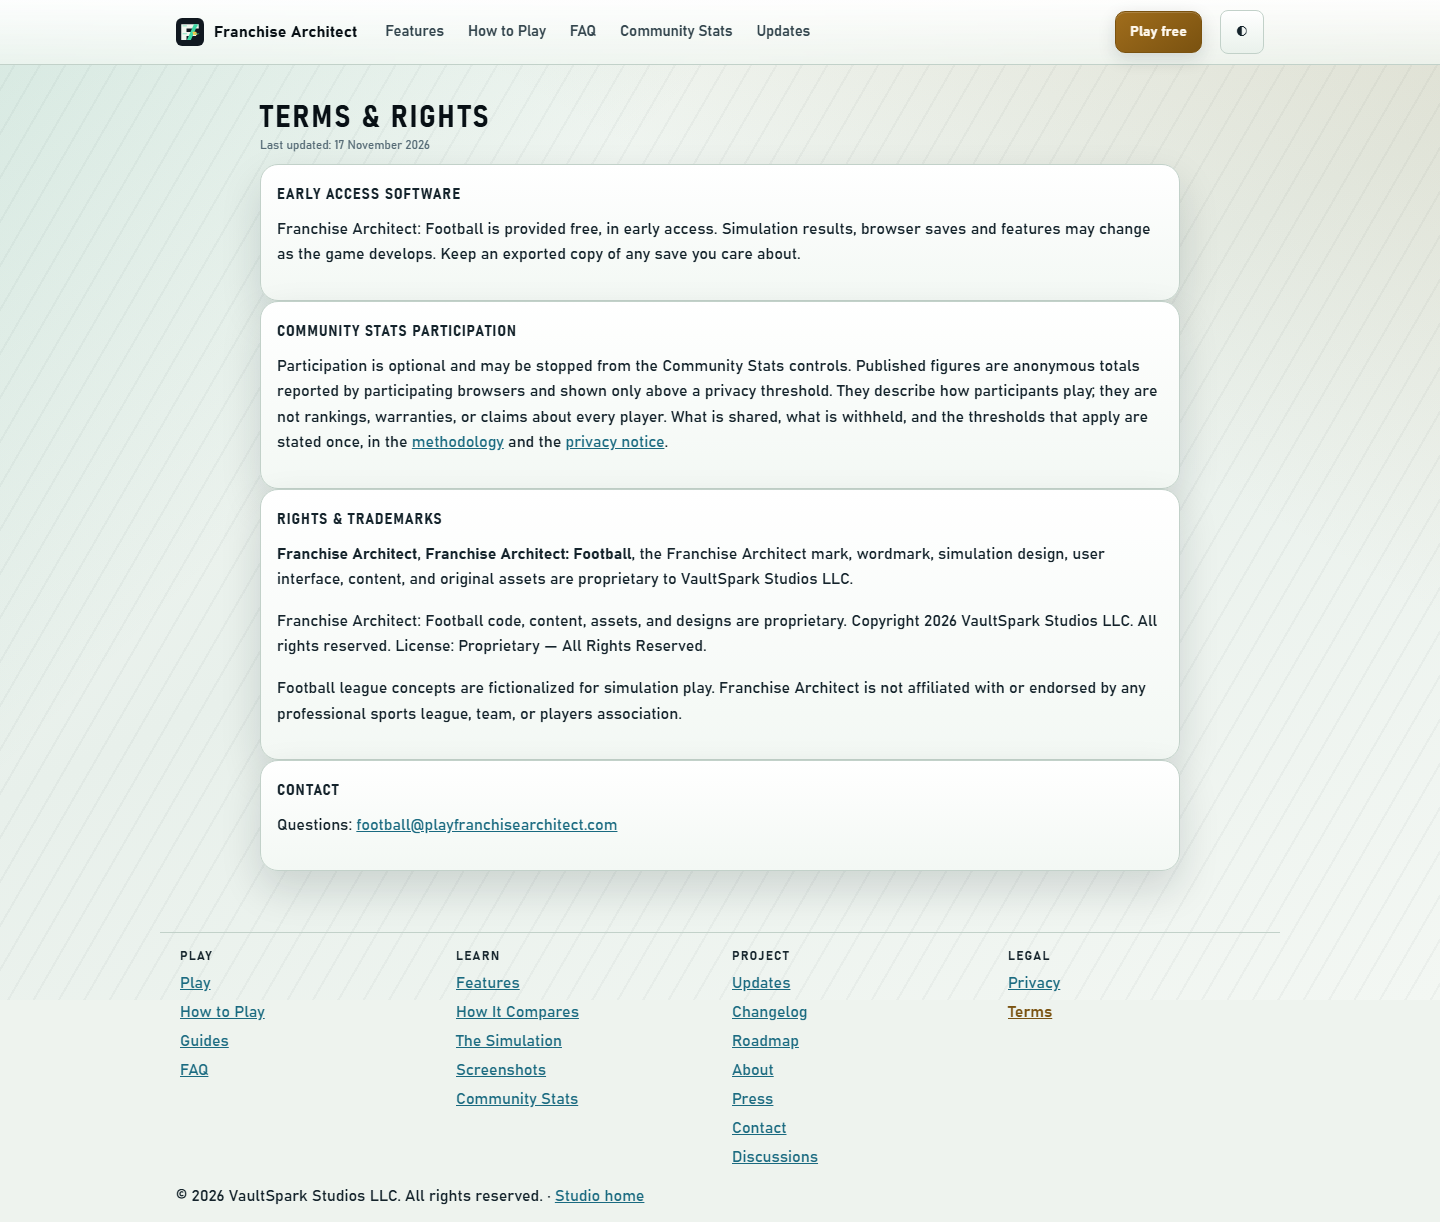 Franchise Architect
Features
How to Play
FAQ
Community Stats
Updates
Play free
TERMS & RIGHTS
Last updated: 17 November 2026
EARLY ACCESS SOFTWARE
Franchise Architect: Football is provided free, in early access. Simulation results, browser saves and features may change
as the game develops. Keep an exported copy of any save you care about.
COMMUNITY STATS PARTICIPATION
Participation is optional and may be stopped from the Community Stats controls. Published figures are anonymous totals
reported by participating browsers and shown only above a privacy threshold. They describe how participants play; they are
not rankings, warranties, or claims about every player. What is shared, what is withheld, and the thresholds that apply are
stated once, in the methodology and the privacy notice.
RIGHTS & TRADEMARKS
Franchise Architect, Franchise Architect: Football, the Franchise Architect mark, wordmark, simulation design, user
interface, content, and original assets are proprietary to VaultSpark Studios LLC.
Franchise Architect: Football code, content, assets, and designs are proprietary. Copyright 2026 VaultSpark Studios LLC. All
rights reserved. License: Proprietary — All Rights Reserved.
Football league concepts are fictionalized for simulation play. Franchise Architect is not affiliated with or endorsed by any
professional sports league, team, or players association.
CONTACT
Questions: football@playfranchisearchitect.com
PLAY
Play
How to Play
Guides
FAQ
LEARN
Features
How It Compares
The Simulation
Screenshots
Community Stats
PROJECT
Updates
Changelog
Roadmap
About
Press
Contact
Discussions
LEGAL
Privacy
Terms
© 2026 VaultSpark Studios LLC. All rights reserved. · Studio home